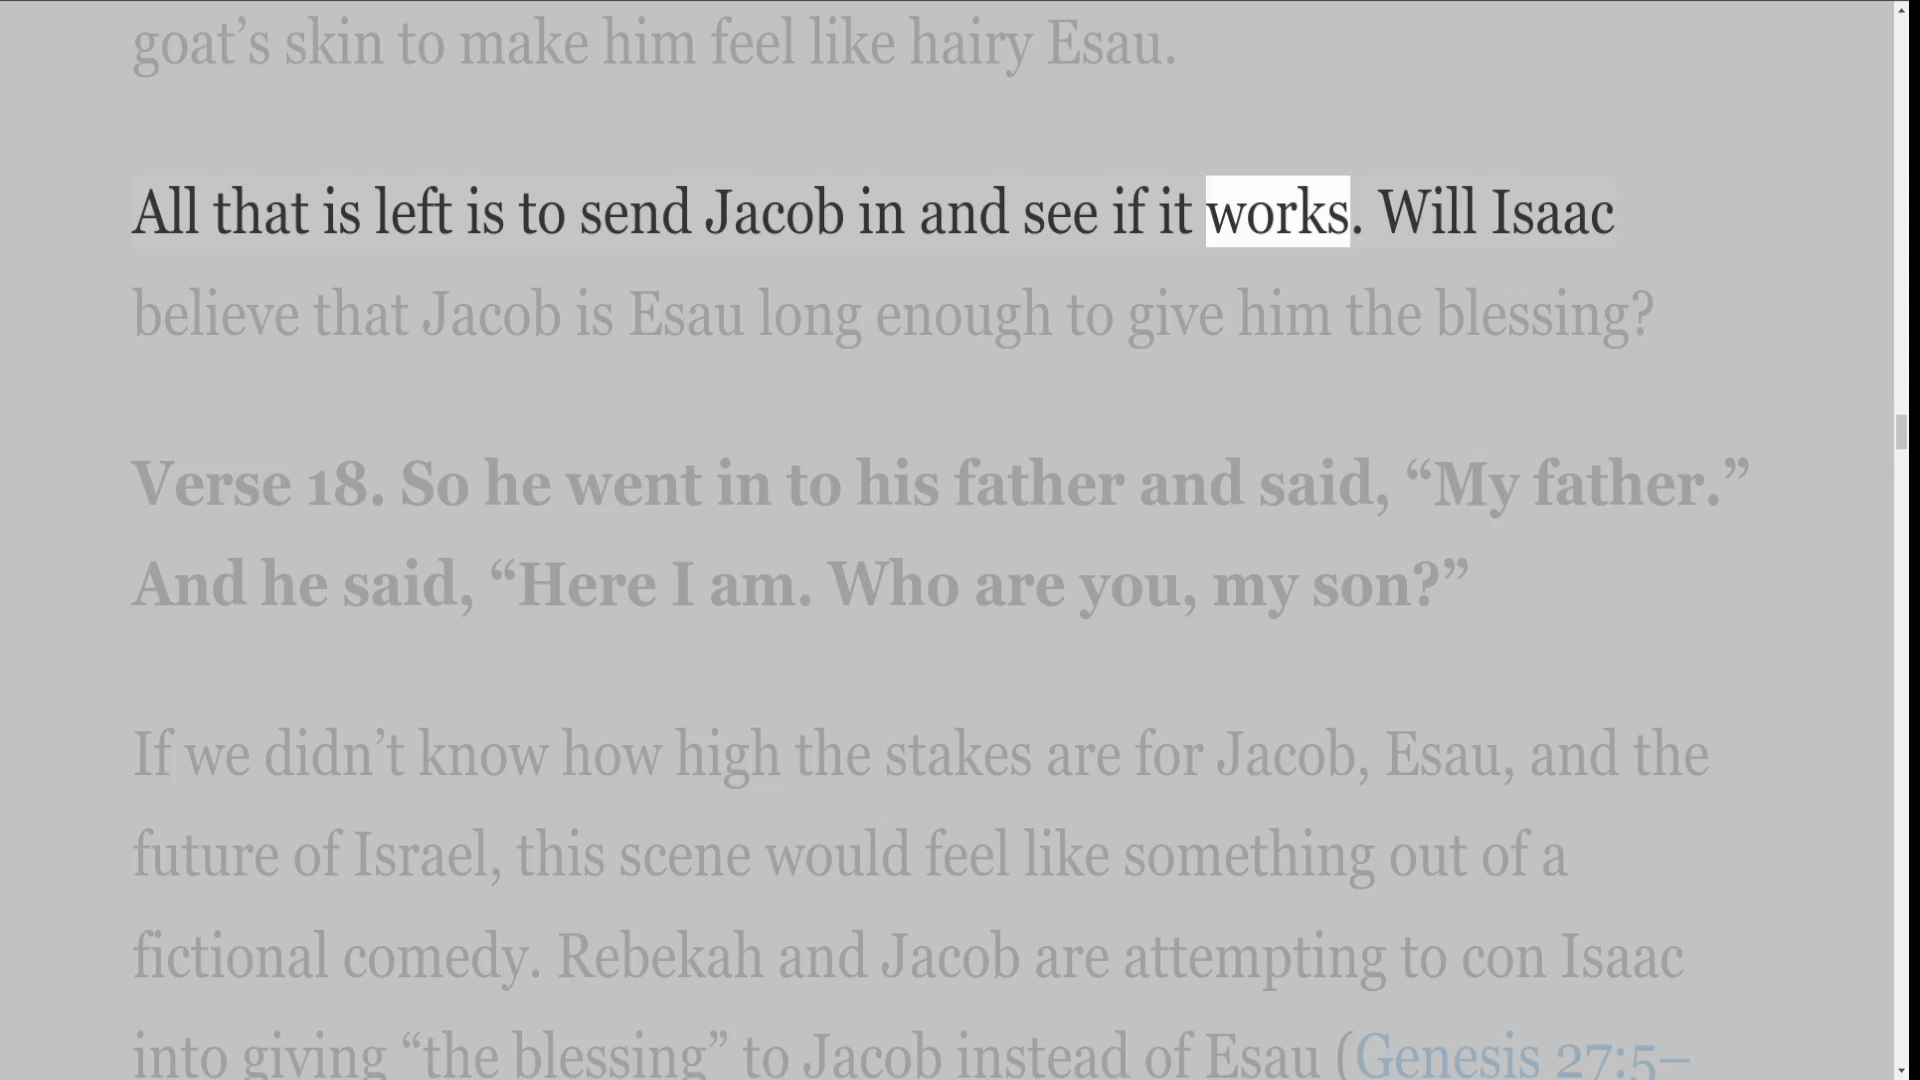 goat’s skin to make him feel like hairy Esau.
All that is left is to send Jacob in and see if it works. Will Isaac
believe that Jacob is Esau long enough to give him the blessing?
Verse 18. So he went in to his father and said, “My father.”
And he said, “Here I am. Who are you, my son?”
If we didn’t know how high the stakes are for Jacob, Esau, and the
future of Israel, this scene would feel like something out of a
fictional comedy. Rebekah and Jacob are attempting to con Isaac
into giving “the blessing” to Jacob instead of Esau (Genesis 27:5–